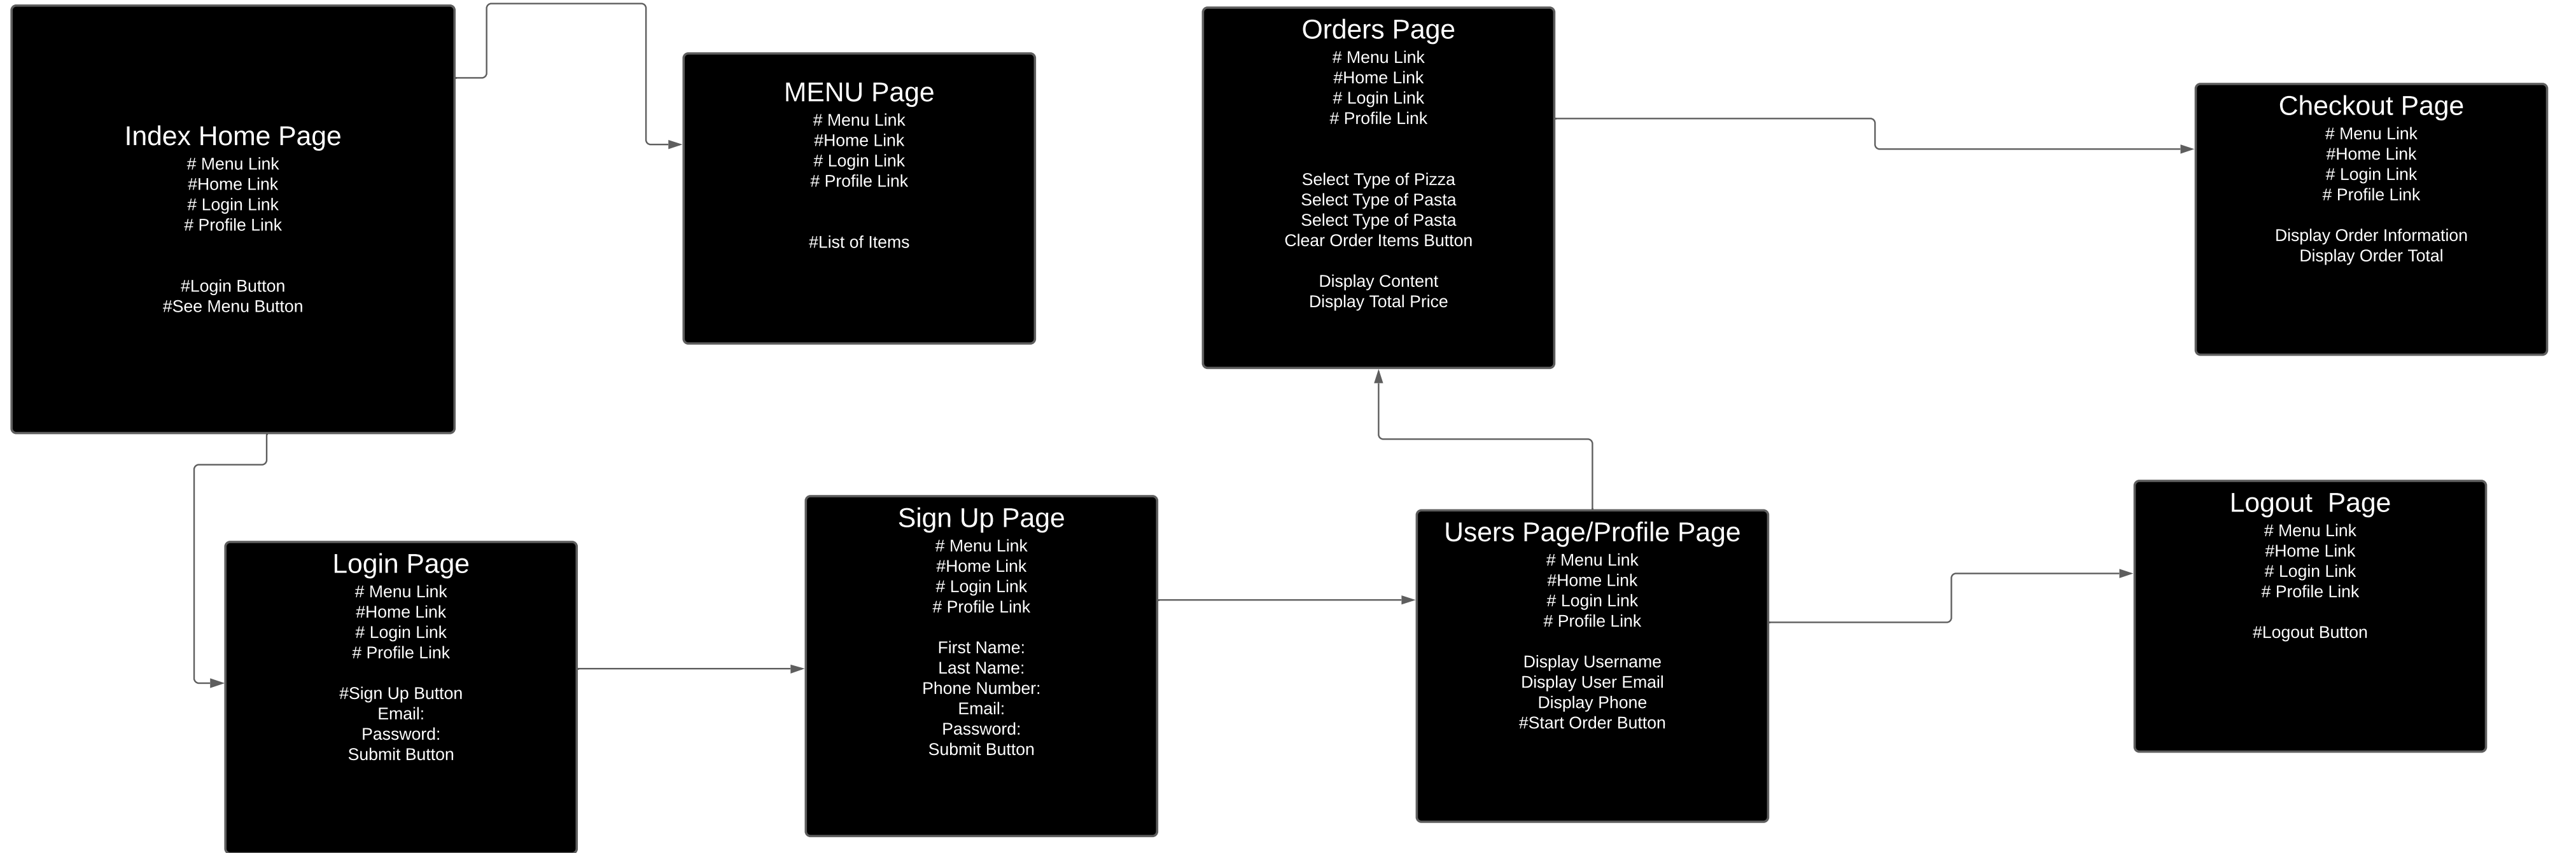 Index Home Page
# Menu Link
#Home Link
# Login Link
# Profile Link
#Login Button
#See Menu Button
MENU Page
# Menu Link
#Home Link
# Login Link
# Profile Link
#List of Items
Orders Page
# Menu Link
#Home Link
# Login Link
# Profile Link
Select Type of Pizza
Select Type of Pasta
Select Type of Pasta
Clear Order Items Button
Display Content
Display Total Price
Checkout Page
# Menu Link
#Home Link
# Login Link
# Profile Link
Display Order Information
Display Order Total
Login Page
# Menu Link
#Home Link
# Login Link
# Profile Link
#Sign Up Button
Email:
Password:
Submit Button
Sign Up Page
# Menu Link
#Home Link
# Login Link
# Profile Link
First Name:
Last Name:
Phone Number:
Email:
Password:
Submit Button
Users Page/Profile Page
# Menu Link
#Home Link
# Login Link
# Profile Link
Display Username
Display User Email
Display Phone
#Start Order Button
Logout  Page
# Menu Link
#Home Link
# Login Link
# Profile Link
#Logout Button